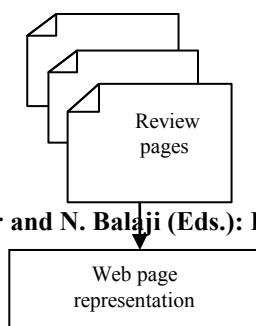 Review
pages
and N. Balaji (Eds.):
Web page
representation